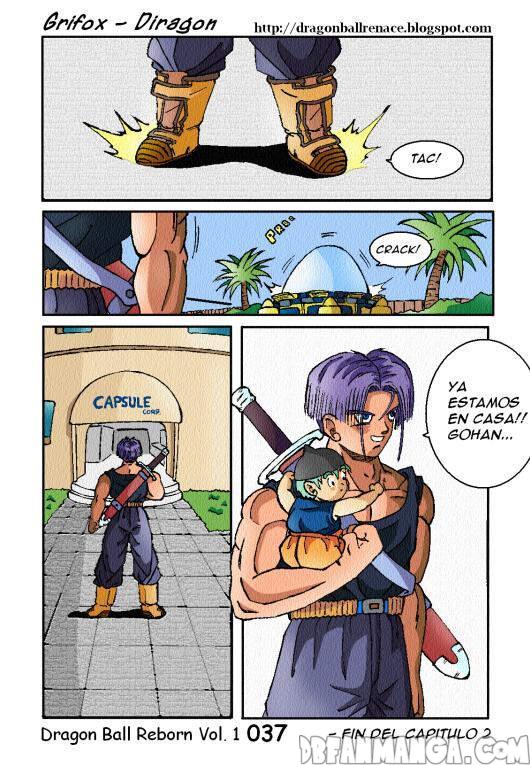 Grifox - Diragon
http://dragonballrenace.blogspot.com/
TAC!
PRSS
CRACK!
CAPSULE
CORP.
YA
ESTAMOS
EN CASA!!
GOHAN...
Dragon Ball Reborn Vol. 1 037
- FIN DEL CAPITULO 2
DBFANMANGA.COM